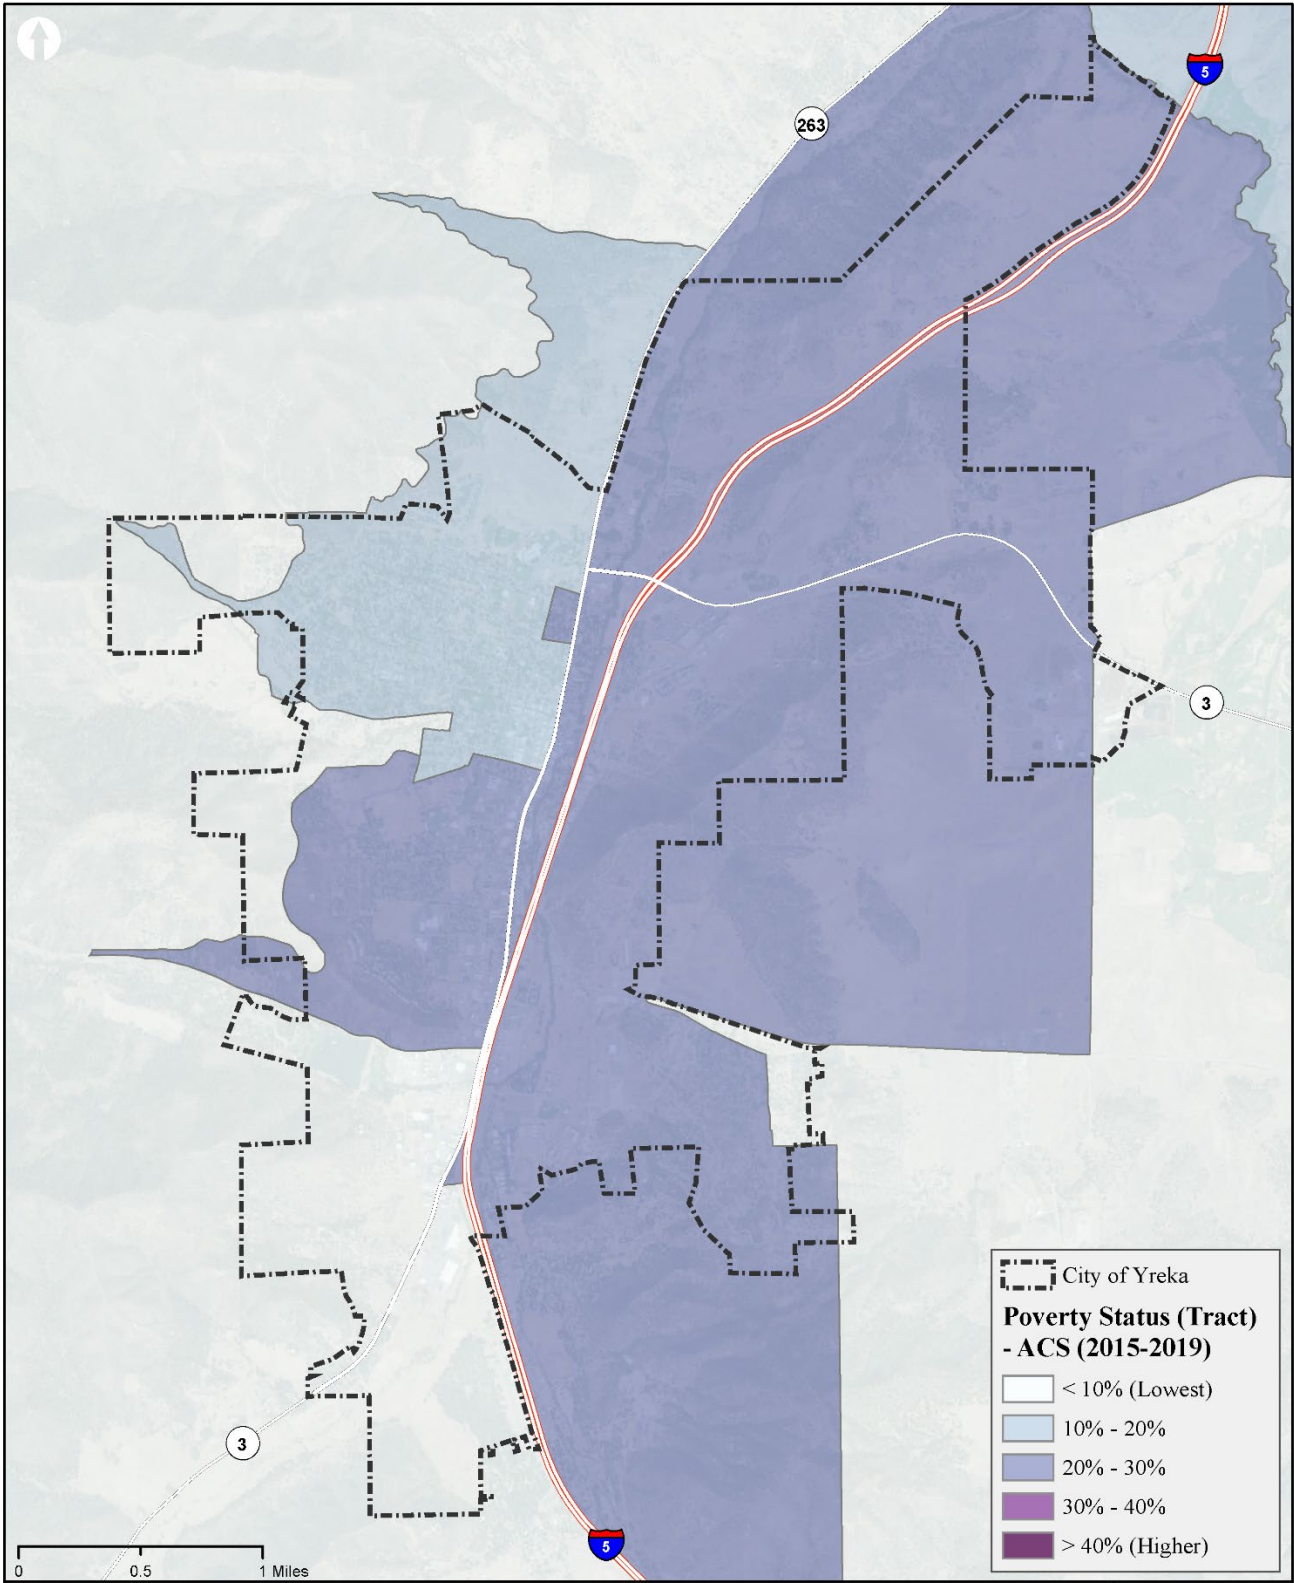 5
263
3
3
5
City of Yreka
Poverty Status (Tract)
- ACS (2015-2019)
< 10% (Lowest)
10% - 20%
20% - 30%
30% - 40%
> 40% (Higher)
0 0.5 1 Miles